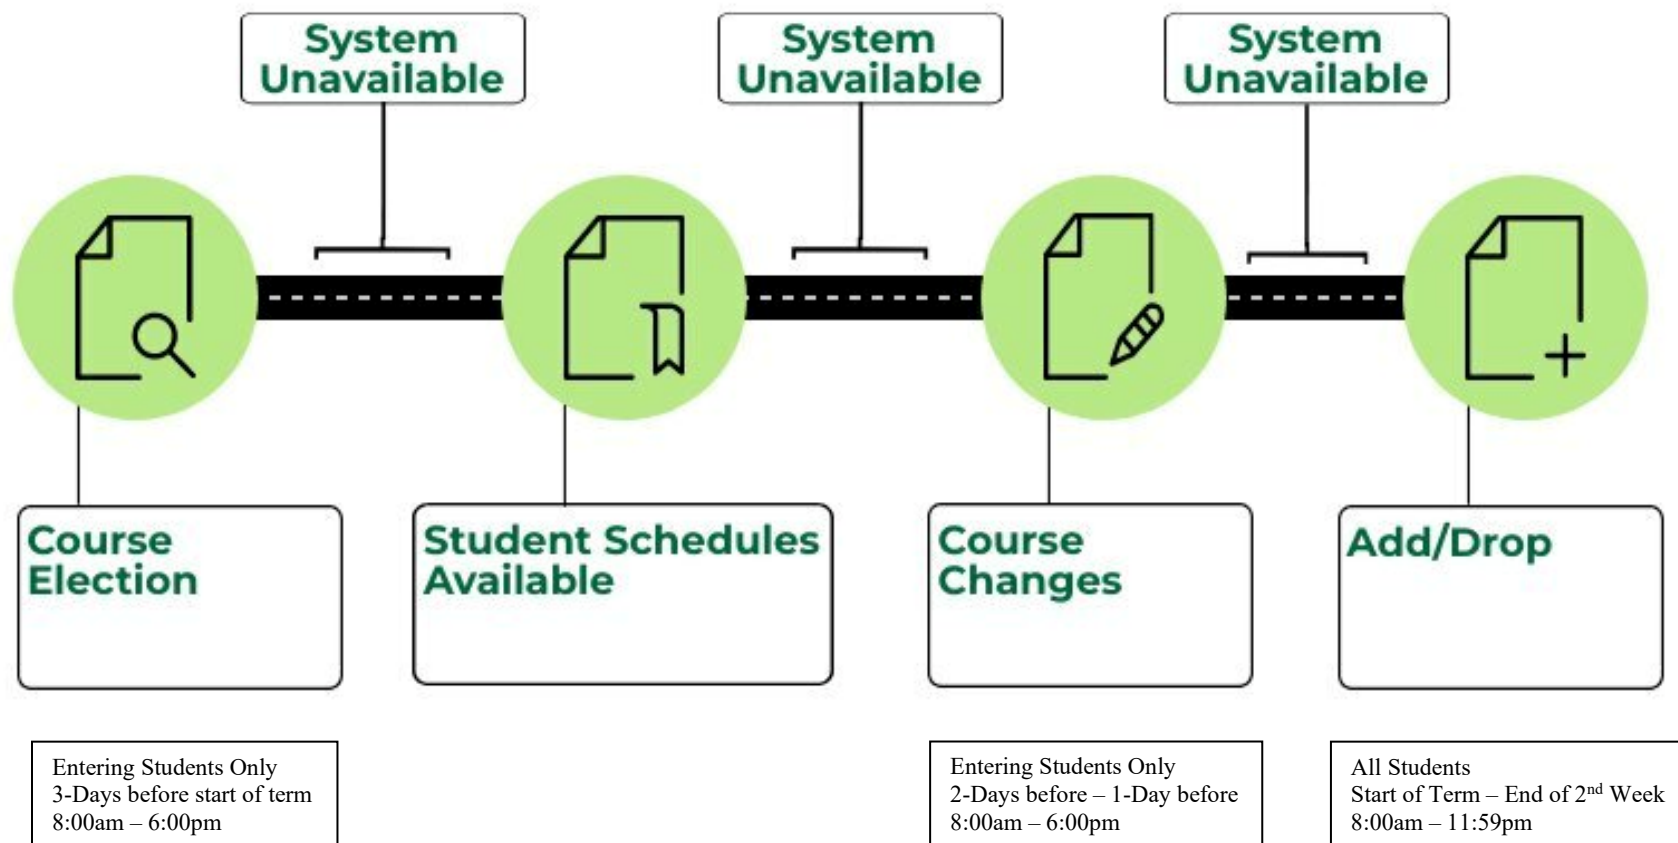 System
Unavailable
System
Unavailable
System
Unavailable
Course
Election
Student Schedules
Available
Course
Changes
Add/Drop
Entering Students Only
3-Days before start of term
8:00am – 6:00pm
Entering Students Only
2-Days before – 1-Day before
8:00am – 6:00pm
All Students
Start of Term – End of 2nd Week
8:00am – 11:59pm